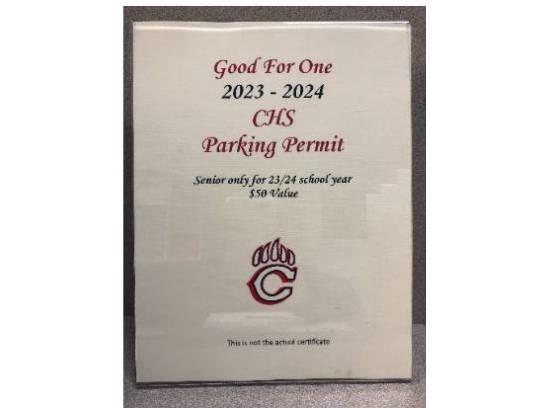 Good For One
2023 - 2024
CHS
Parking Permit
Senior only for 23/24 school year
$50 Value
C
This is not the actual certificate